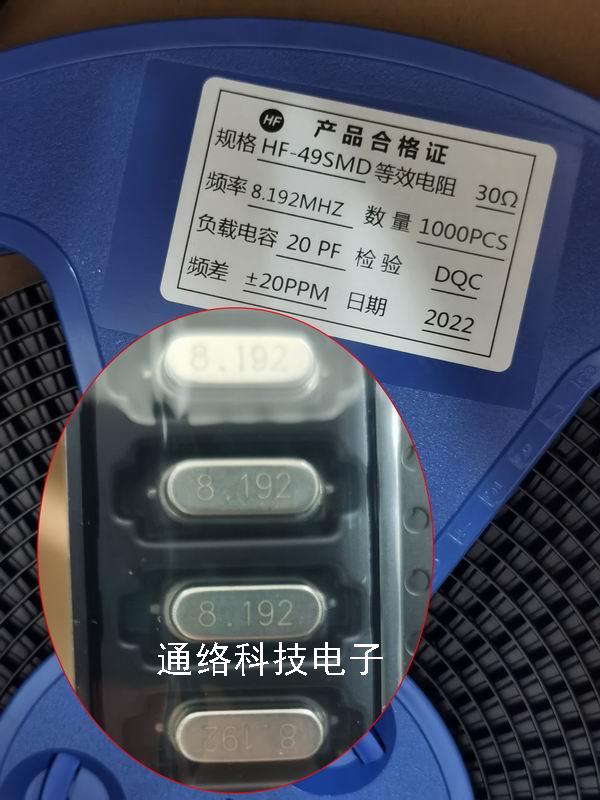 HF
产品合格证
规格 HF-49SMD 等效电阻 30Ω
频率 8.192MHZ 数量 1000PCS
负载电容 20 PF 检验 DQC
频差 ±20PPM 日期 2022
8.192
8.192
8.192
通络科技电子
8.192